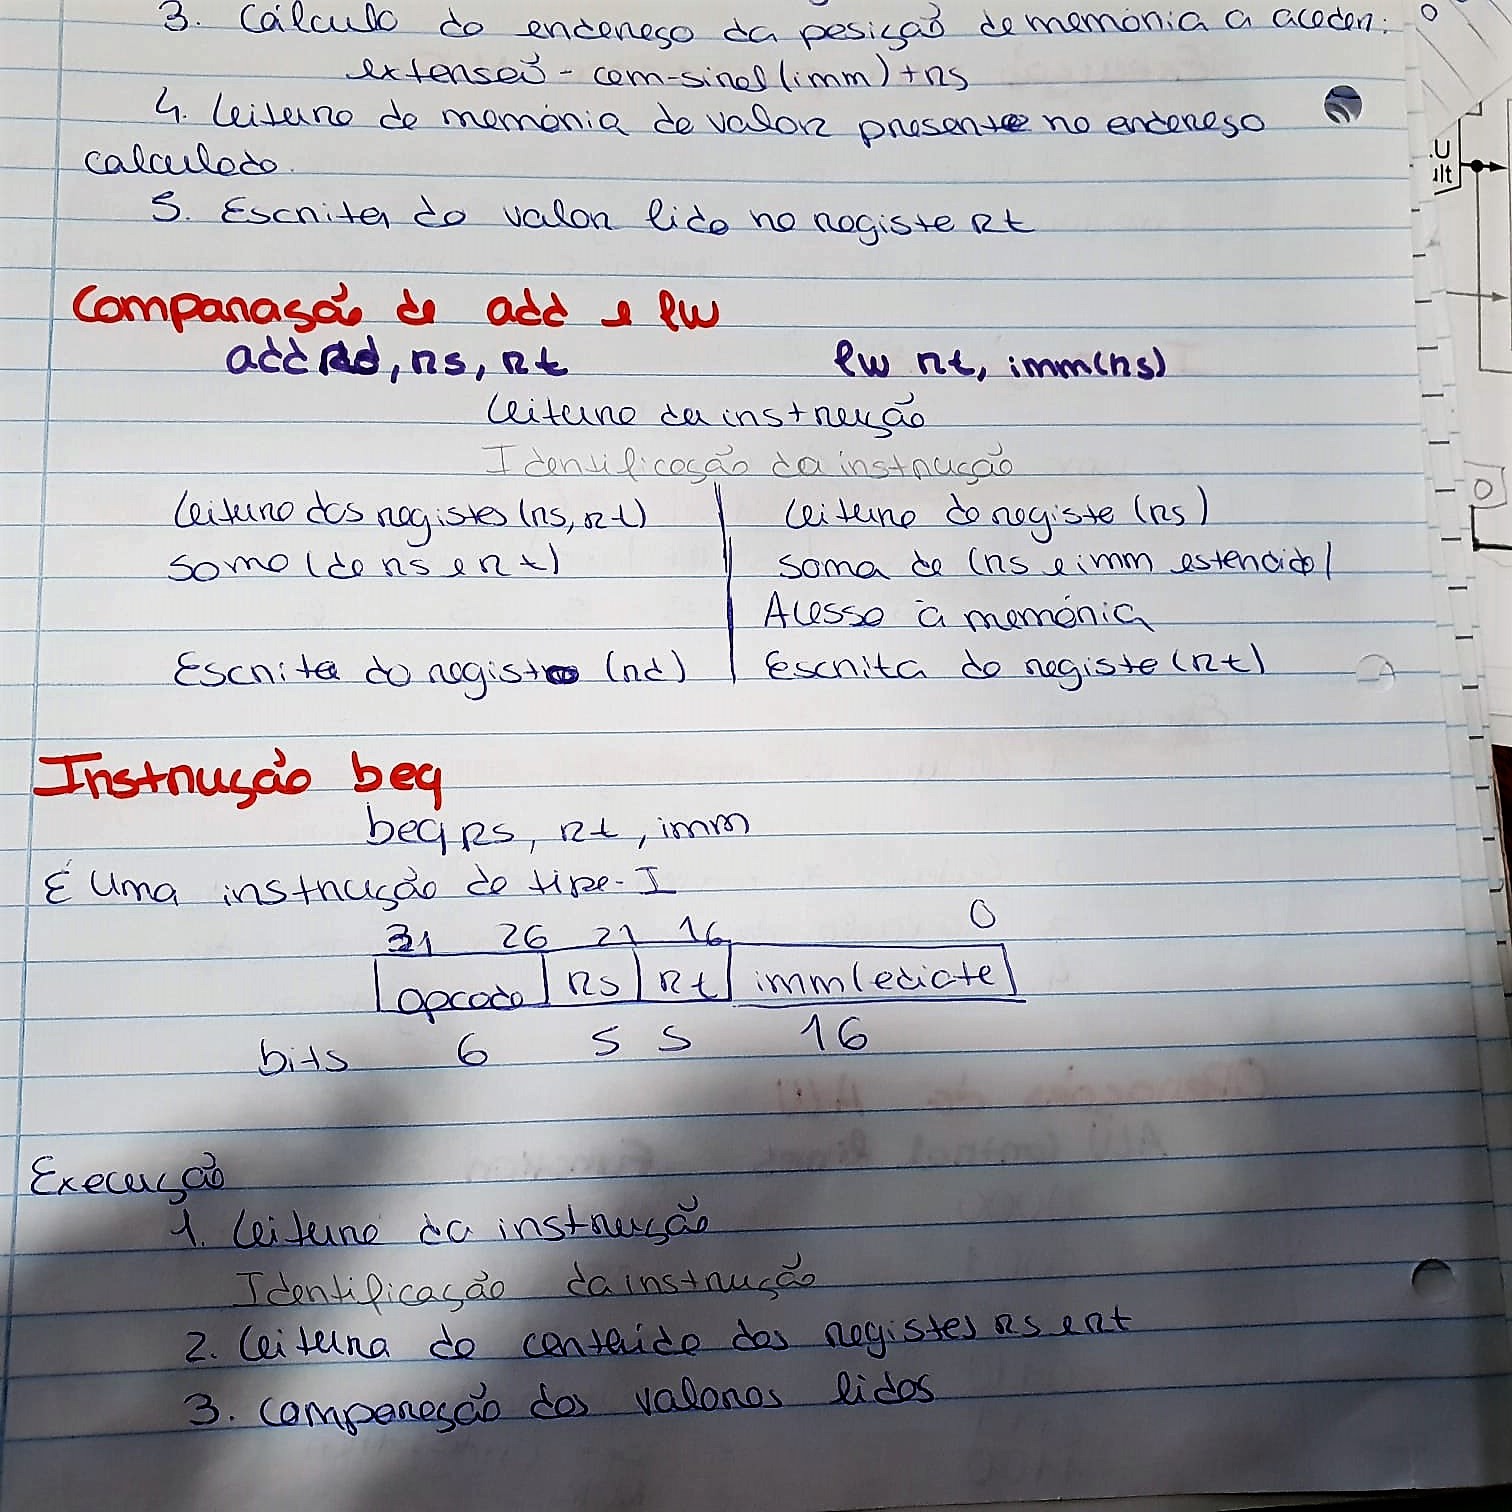 3. Cálculo do endereço da posição de memória a aceder:
extensão-com-sinal(imm)+rs
4. Leitura de memória do valor presente no endereço
calculado.
5. Escrita do valor lido no registo rt
Comparação de add e lw
add rd, rs, rt lw rt, imm(rs)
Leitura da instrução
Identificação da instrução
Leitura dos registos (rs, rt) Leitura do registo (rs)
Soma (de rs e rt) Soma de (rs e imm estendido)
Acesso à memória
Escrita do registo (rd) Escrita do registo (rt)
Instrução beq
beq rs, rt, imm
É uma instrução de tipo-I
31 26 21 16 0
opcode rs rt imm(ediate)
bits 6 5 5 16
Execução
1. Leitura da instrução
Identificação da instrução
2. Leitura do conteúdo dos registos rs e rt
3. Comparação dos valores lidos